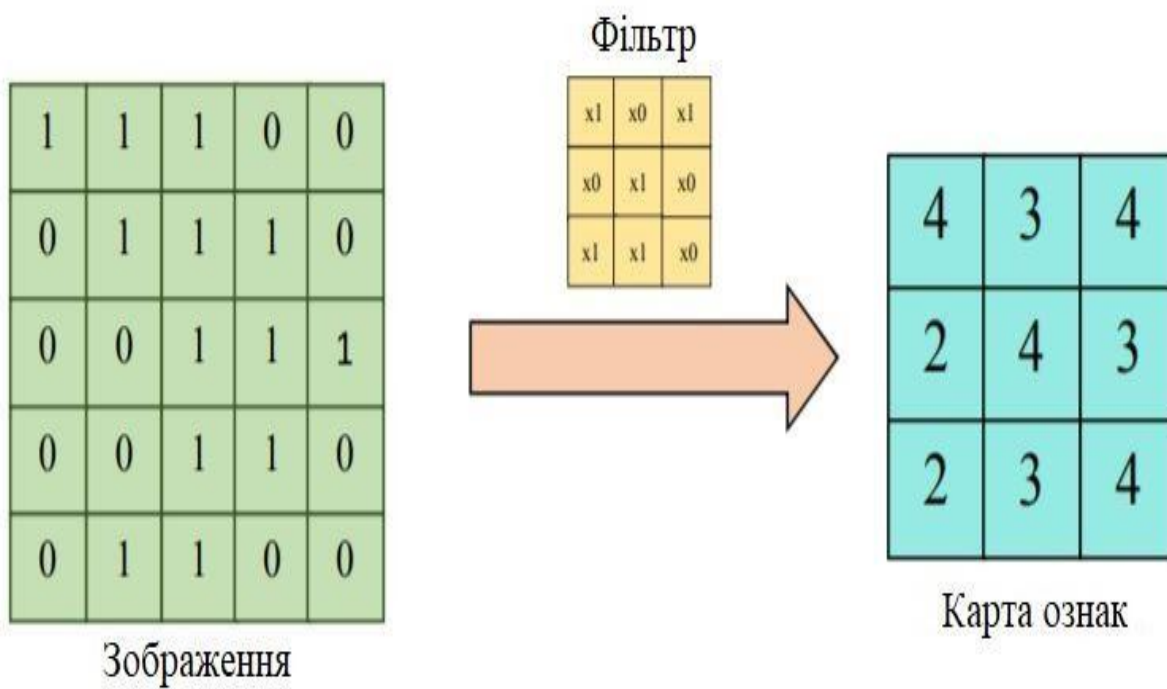 Фільтр
1 1 1 0 0
0 1 1 1 0
0 0 1 1 1
0 0 1 1 0
0 1 1 0 0
x1 x0 x1
x0 x1 x0
x1 x1 x0
4 3 4
2 4 3
2 3 4
Зображення
Карта ознак